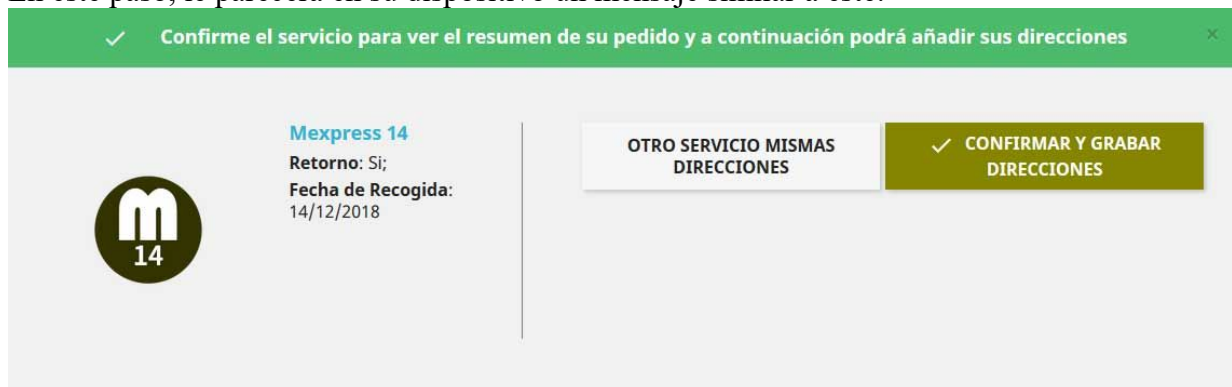 Confirme el servicio para ver el resumen de su pedido y a continuación podrá añadir sus direcciones ×
Mexpress 14
Retorno: Si;
Fecha de Recogida:
14/12/2018
m
14
OTRO SERVICIO MISMAS
DIRECCIONES
CONFIRMAR Y GRABAR
DIRECCIONES